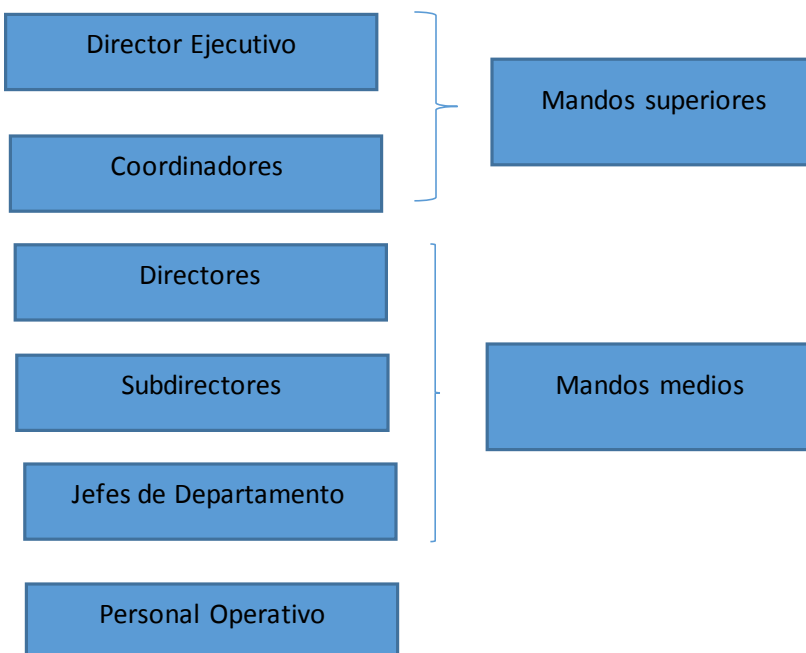 Director Ejecutivo
Mandos superiores
Coordinadores
Directores
Subdirectores
Mandos medios
Jefes de Departamento
Personal Operativo